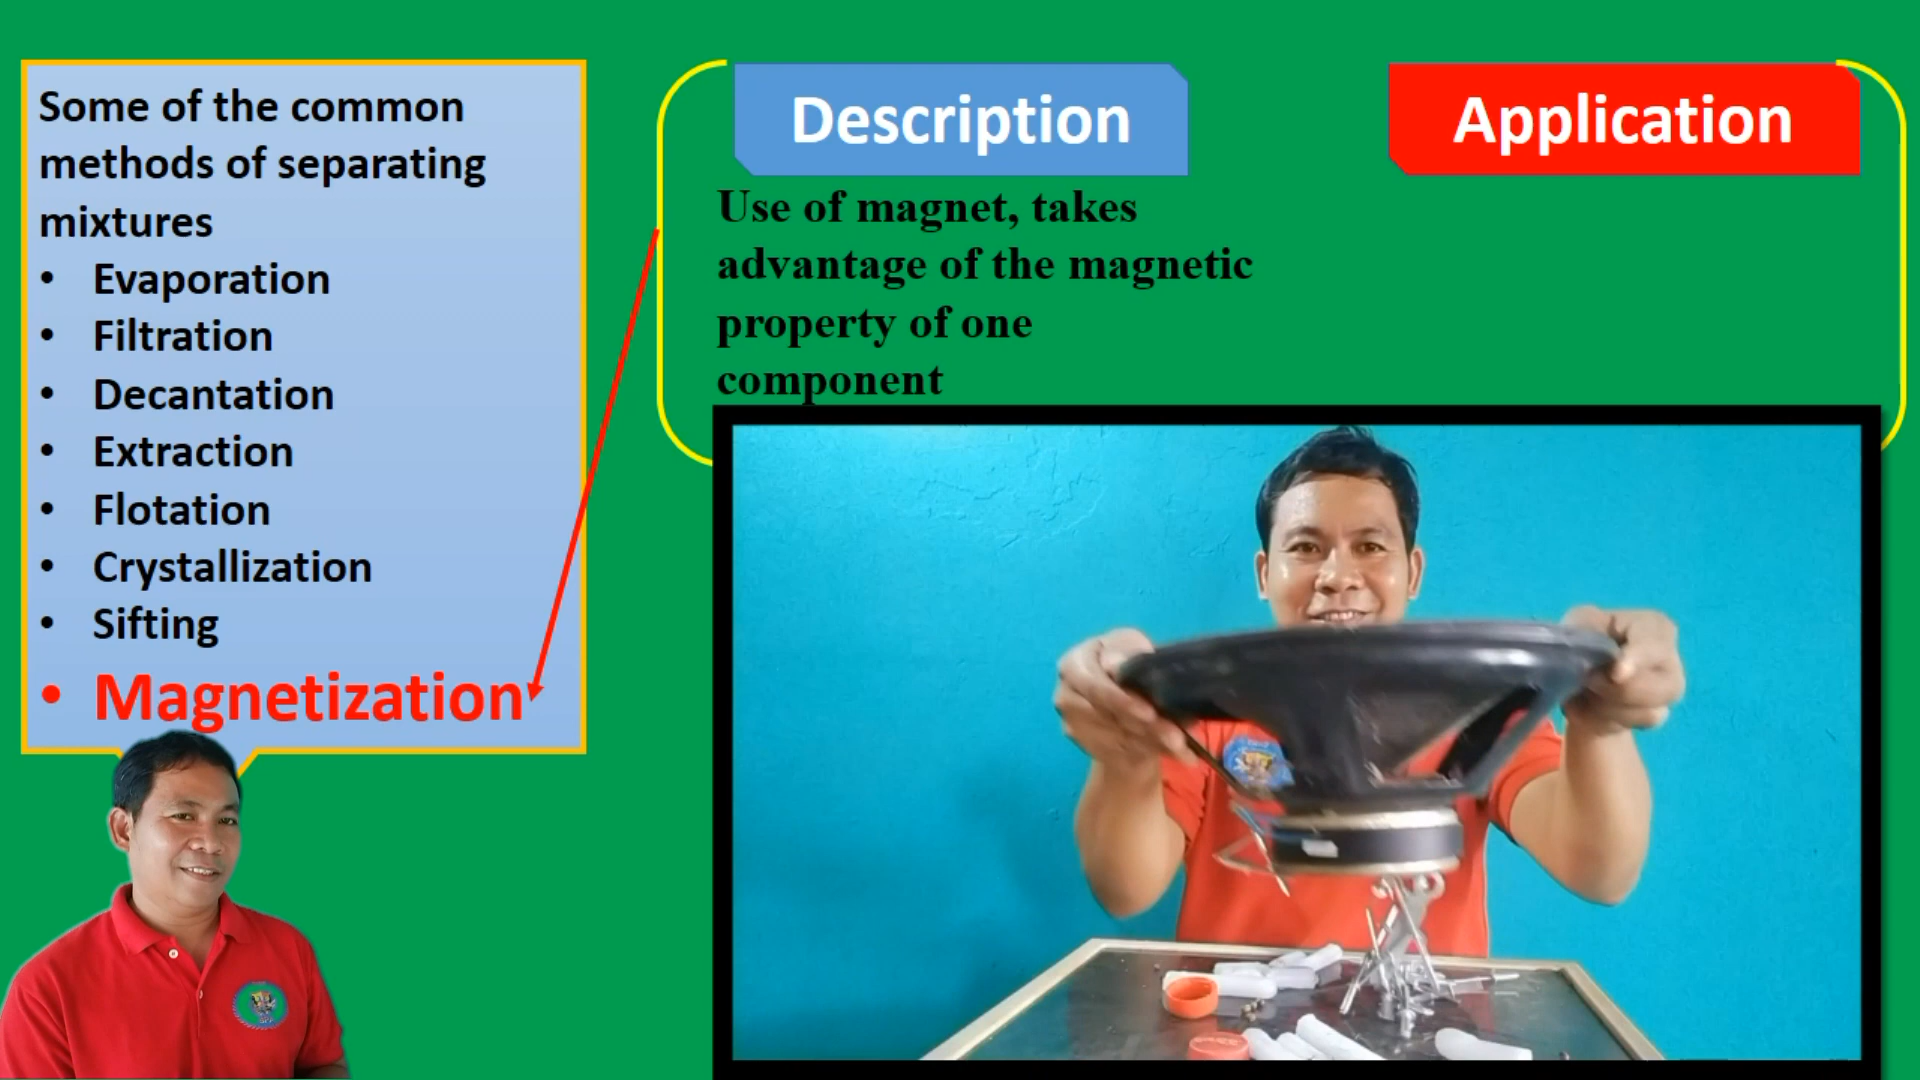 Some of the common
methods of separating
mixtures
• Evaporation
• Filtration
• Decantation
• Extraction
• Flotation
• Crystallization
• Sifting
• Magnetization
Description
Use of magnet, takes
advantage of the magnetic
property of one
component
Application